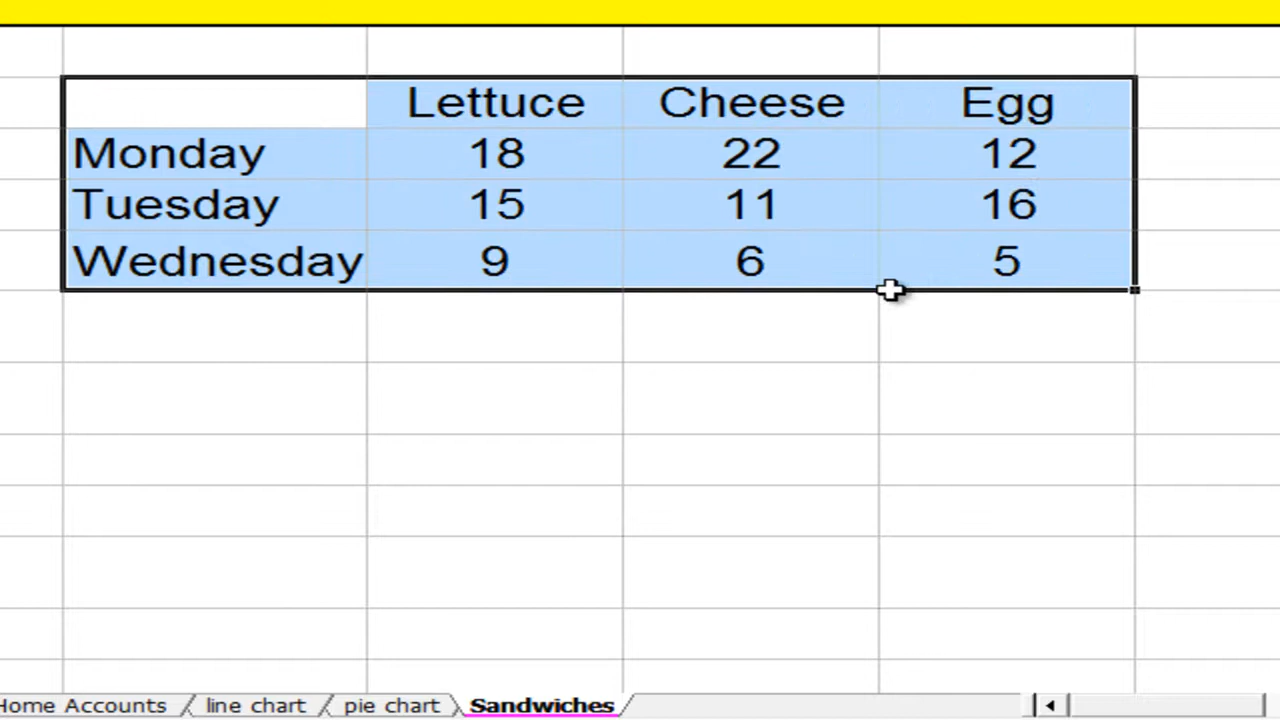 Lettuce Cheese Egg
Monday 18 22 12
Tuesday 15 11 16
Wednesday 9 6 5
Home Accounts line chart pie chart Sandwiches